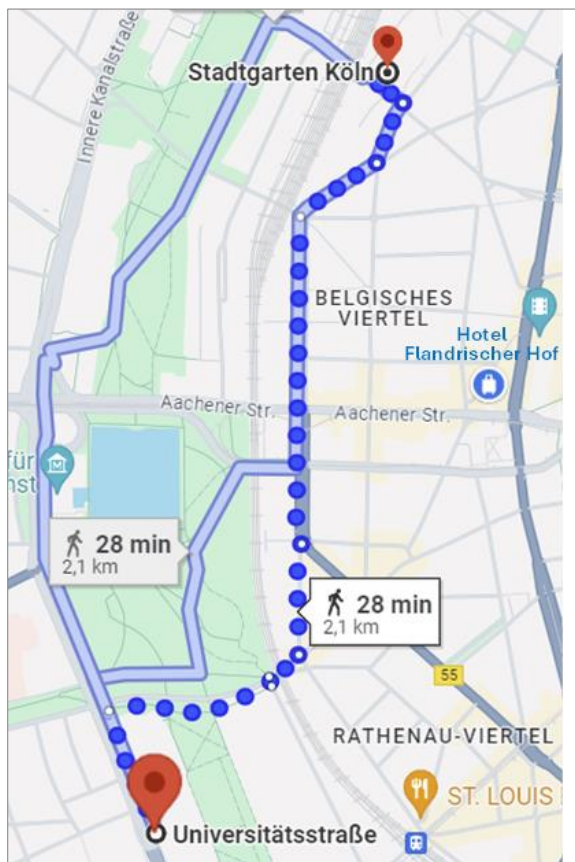 Stadtgarten Köln
Innere Kanalstraße
BELGISCHES
VIERTEL
Hotel
Flandrischer Hof
Aachener Str.
Aachener Str.
für
28 min
2,1 km
28 min
2,1 km
55
RATHENAU-VIERTEL
ST. LOUIS
Universitätsstraße